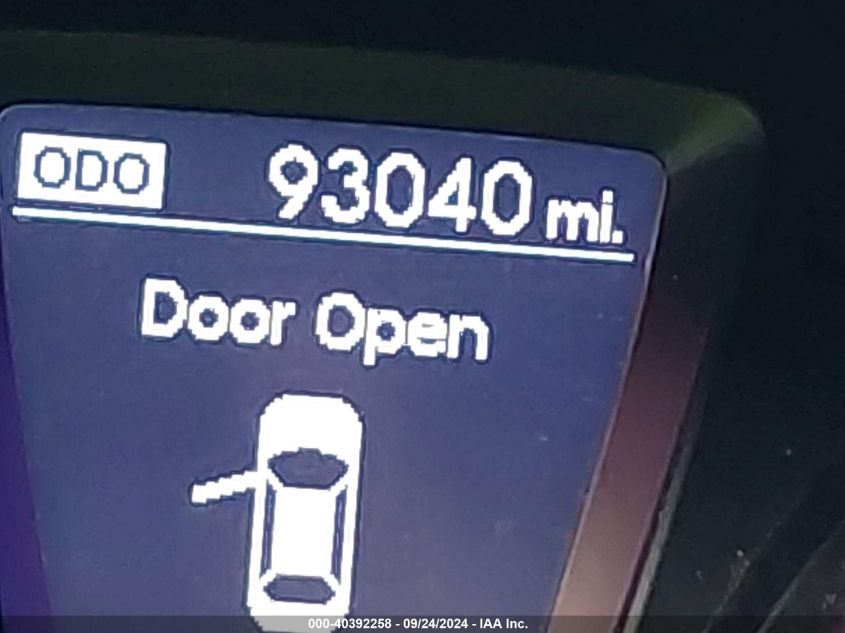 ODO 93040 mi.
Door Open
000-40392258 - 09/24/2024 - IAA Inc.